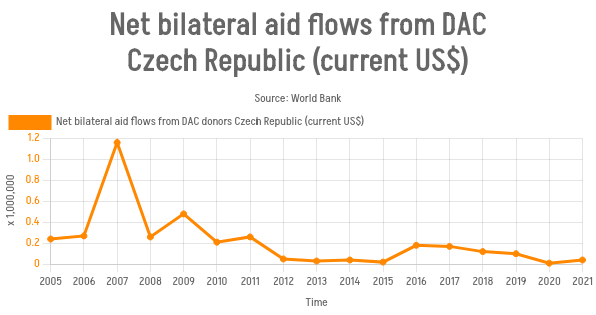 Net bilateral aid flows from DAC
Czech Republic (current US$)
Source: World Bank
Net bilateral aid flows from DAC donors Czech Republic (current US$)
x 1,000,000
1.2
1.0
0.8
0.6
0.4
0.2
0
2005 2006 2007 2008 2009 2010 2011 2012 2013 2014 2015 2016 2017 2018 2019 2020 2021
Time